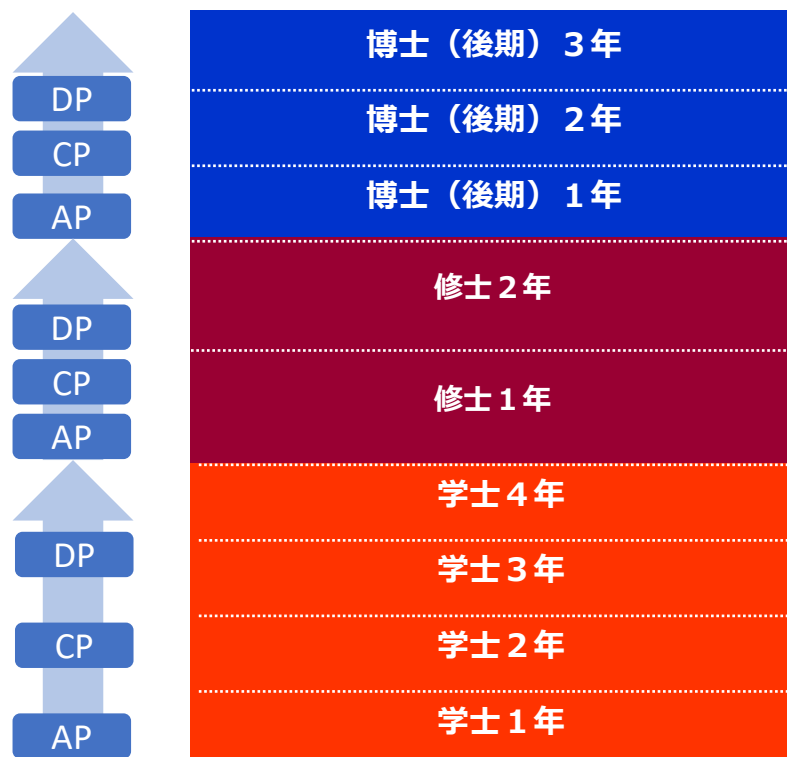 博士（後期）３年
DP
博士（後期）２年
CP
博士（後期）１年
AP
修士２年
DP
CP
修士１年
AP
学士４年
DP
学士３年
CP
学士２年
学士１年
AP